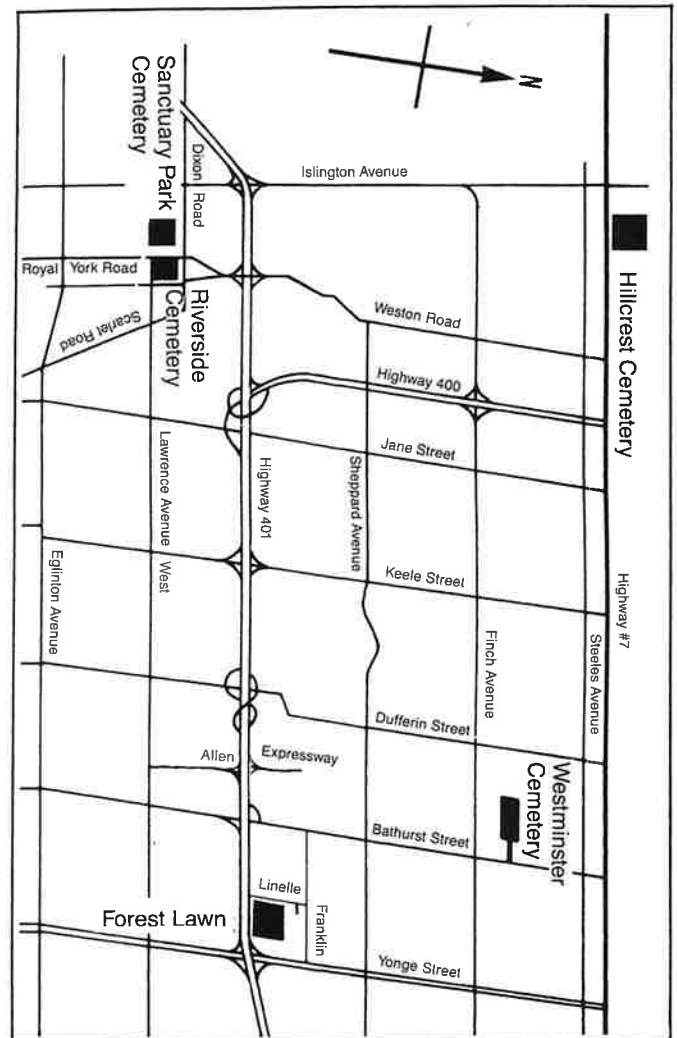 N
Sanctuary Park
Cemetery
Dixon Road
Islington Avenue
Royal York Road
Riverside
Cemetery
Scarlet Road
Weston Road
Hillcrest Cemetery
Highway 400
Jane Street
Lawrence Avenue West
Highway 401
Sheppard Avenue
Keele Street
Eglinton Avenue
Finch Avenue
Highway #7
Steeles Avenue
Dufferin Street
Allen Expressway
Westminster
Cemetery
Bathurst Street
Linelle
Franklin
Forest Lawn
Yonge Street